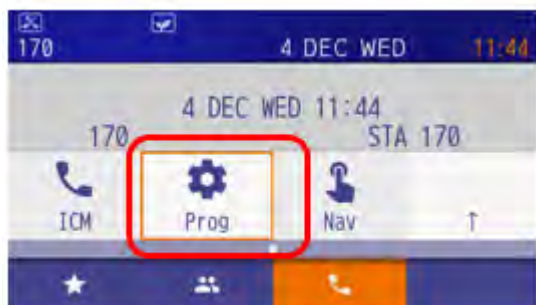 170 4 DEC WED 11:44
4 DEC WED 11:44
170 STA 170
ICM Prog Nav ↑